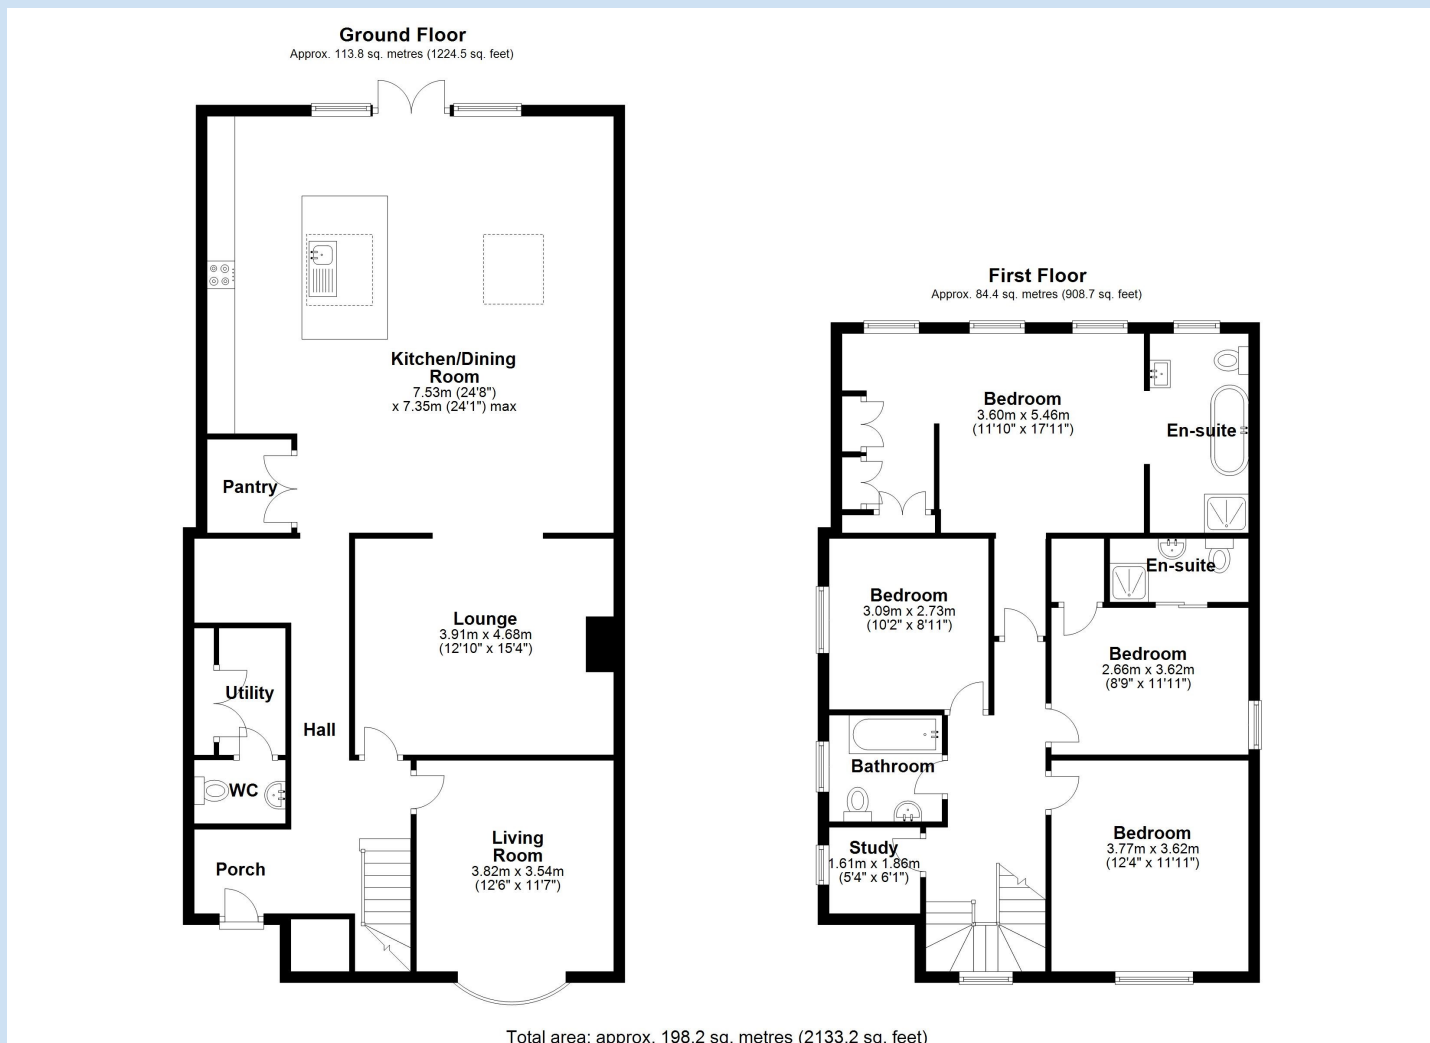 Ground Floor
Approx. 113.8 sq. metres (1224.5 sq. feet)
Kitchen/Dining
Room
7.53m (24'8")
x 7.35m (24'1") max
Pantry
Lounge
3.91m x 4.68m
(12'10" x 15'4")
Utility
Hall
WC
Living
Room
3.82m x 3.54m
(12'6" x 11'7")
Porch
First Floor
Approx. 84.4 sq. metres (908.7 sq. feet)
Bedroom
3.60m x 5.46m
(11'10" x 17'11")
En-suite
En-suite
Bedroom
3.09m x 2.73m
(10'2" x 8'11")
Bedroom
2.66m x 3.62m
(8'9" x 11'11")
Bathroom
Bedroom
3.77m x 3.62m
(12'4" x 11'11")
Study
1.61m x 1.86m
(5'4" x 6'1")
Total area: approx. 198.2 sq. metres (2133.2 sq. feet)